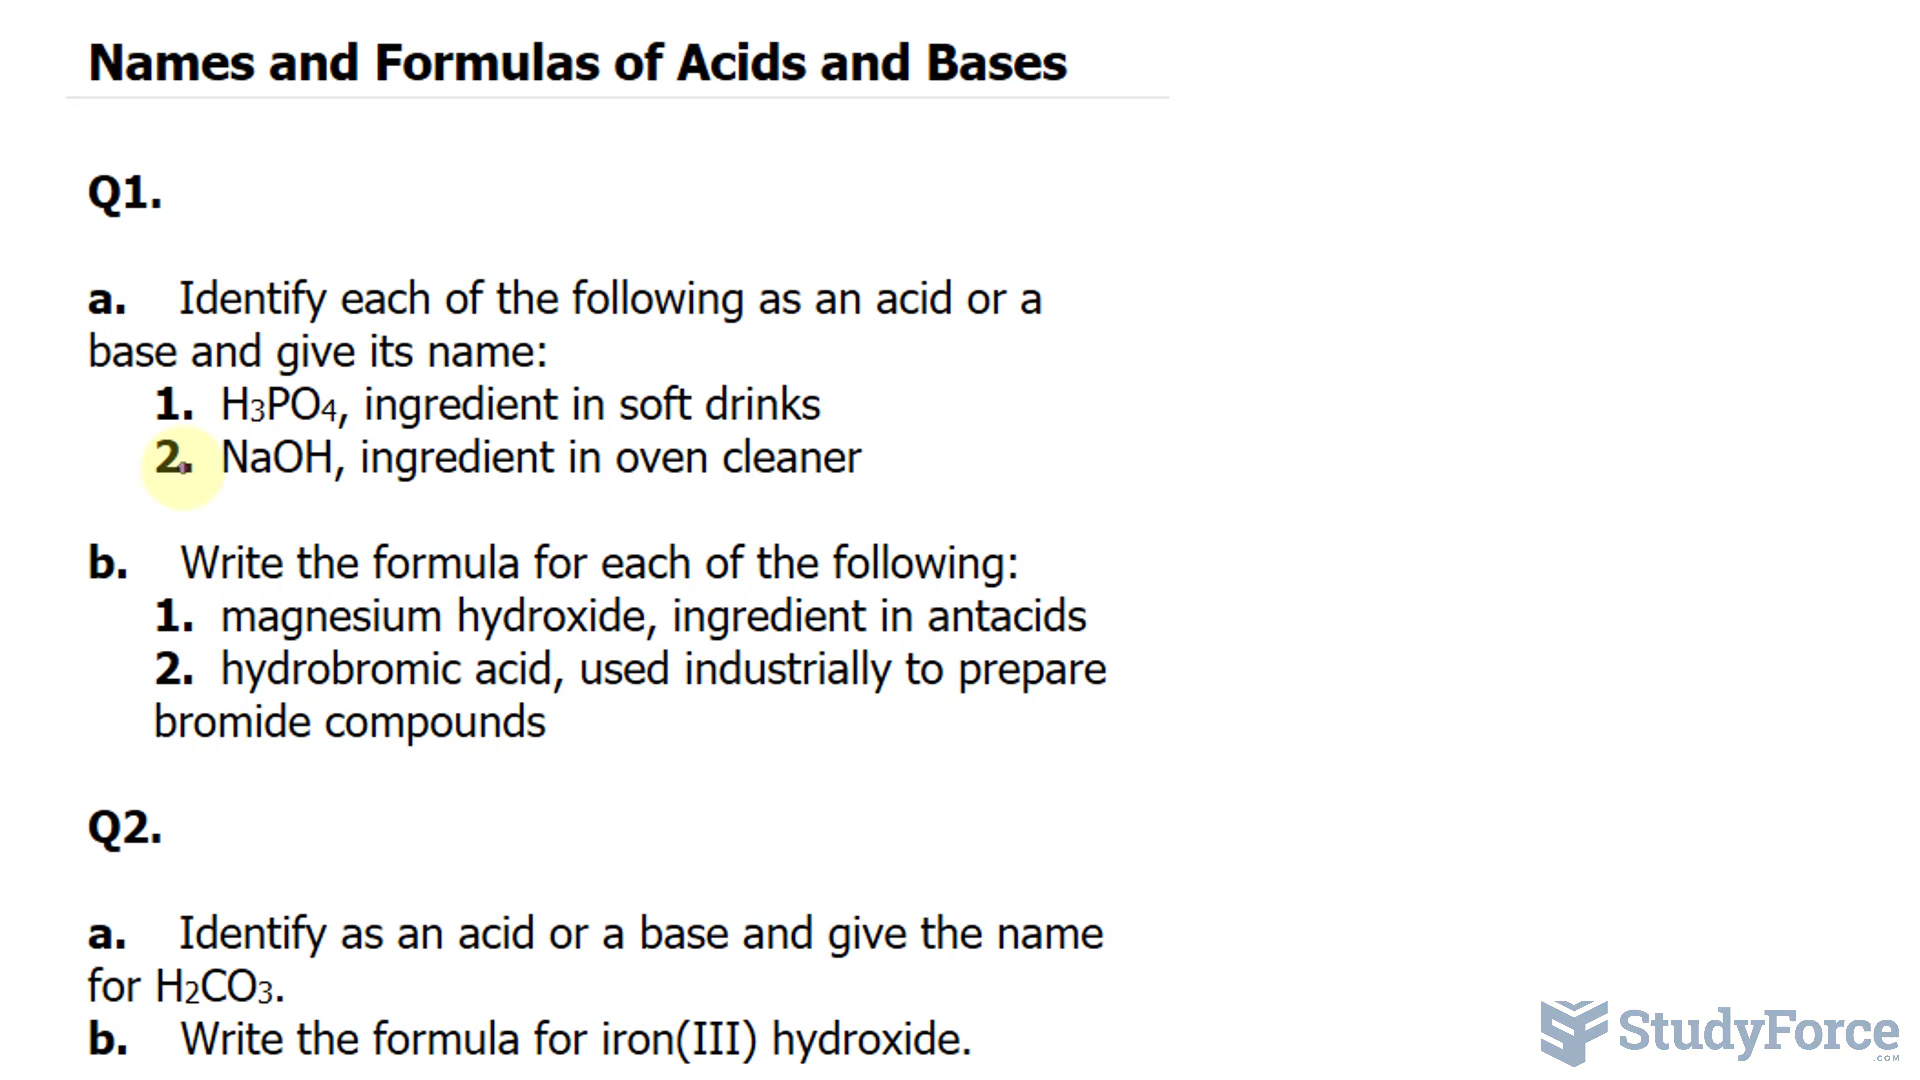 Names and Formulas of Acids and Bases
Q1.
a. Identify each of the following as an acid or a
base and give its name:
1. H₃PO₄, ingredient in soft drinks
2. NaOH, ingredient in oven cleaner
b. Write the formula for each of the following:
1. magnesium hydroxide, ingredient in antacids
2. hydrobromic acid, used industrially to prepare
bromide compounds
Q2.
a. Identify as an acid or a base and give the name
for H₂CO₃.
b. Write the formula for iron(III) hydroxide.
StudyForce
.COM